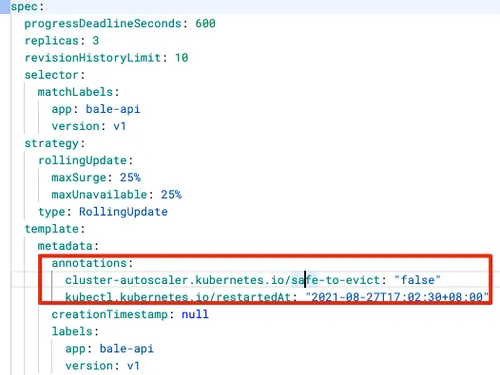 spec:
  progressDeadlineSeconds: 600
  replicas: 3
  revisionHistoryLimit: 10
  selector:
    matchLabels:
      app: bale-api
      version: v1
  strategy:
    rollingUpdate:
      maxSurge: 25%
      maxUnavailable: 25%
    type: RollingUpdate
  template:
    metadata:
      annotations:
        cluster-autoscaler.kubernetes.io/safe-to-evict: "false"
        kubectl.kubernetes.io/restartedAt: "2021-08-27T17:02:30+08:00"
      creationTimestamp: null
      labels:
        app: bale-api
        version: v1